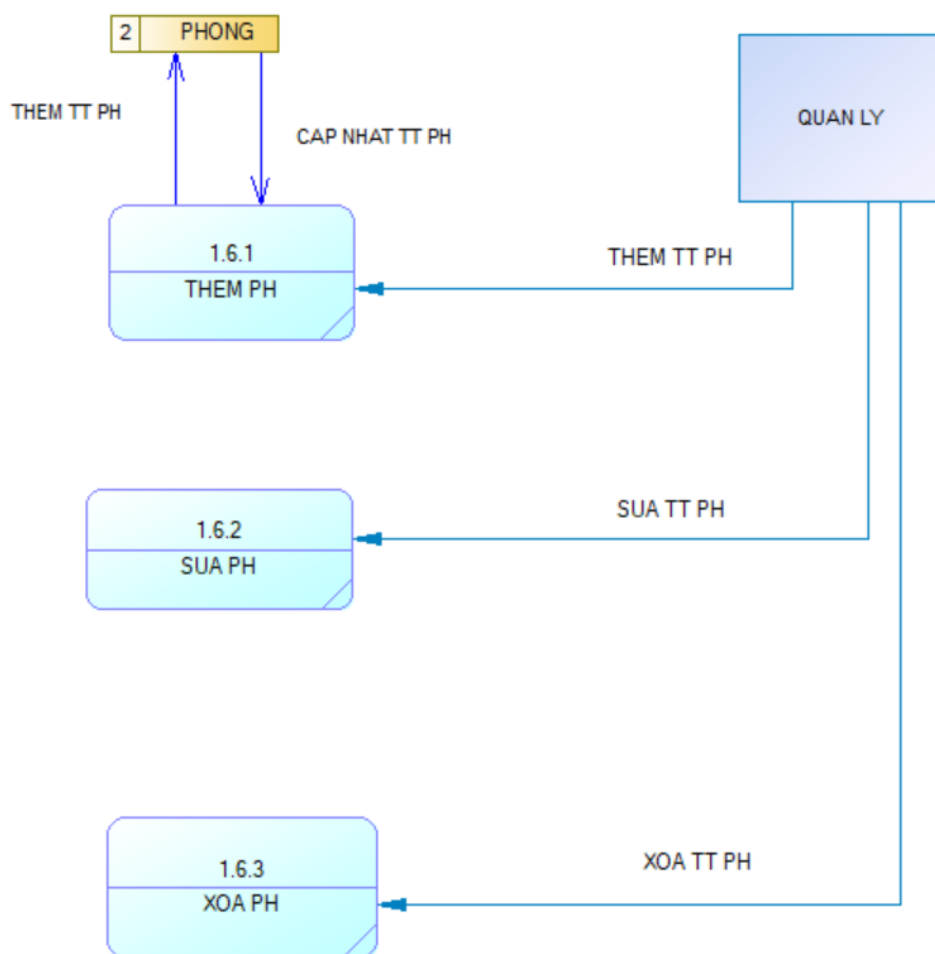 2 PHONG
THEM TT PH
CAP NHAT TT PH
QUAN LY
1.6.1
THEM PH
THEM TT PH
1.6.2
SUA PH
SUA TT PH
1.6.3
XOA PH
XOA TT PH